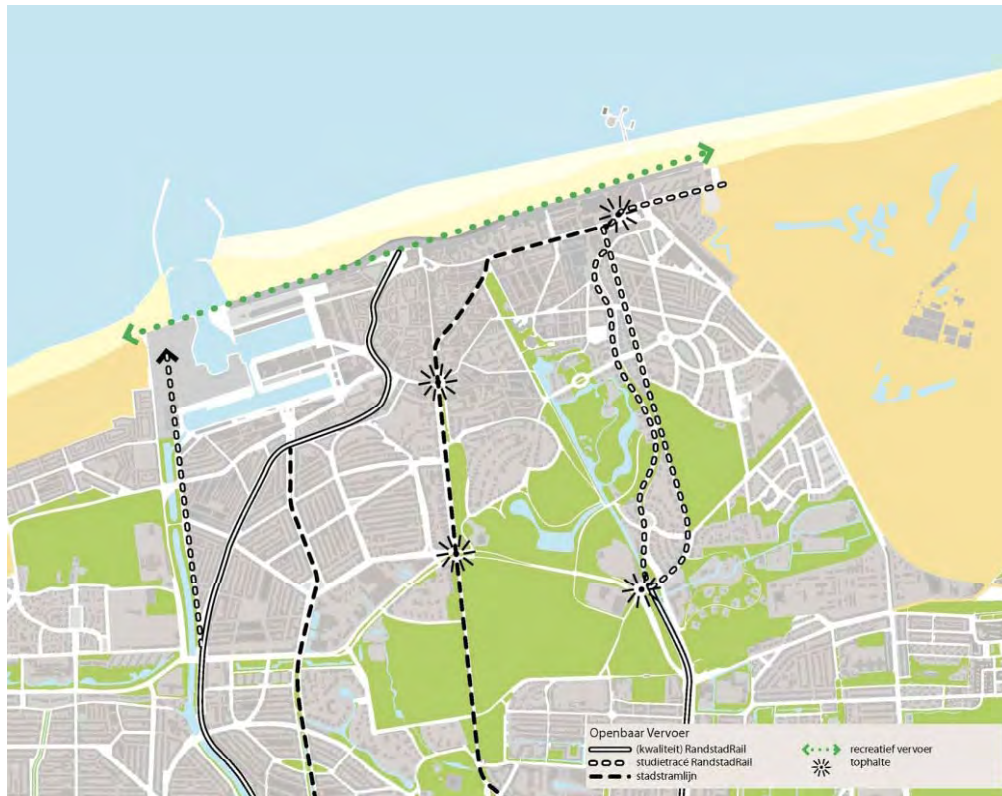 Openbaar Vervoer
(kwaliteit) RandstadRail
studietracé RandstadRail
stadstramlijn
recreatief vervoer
tophalte